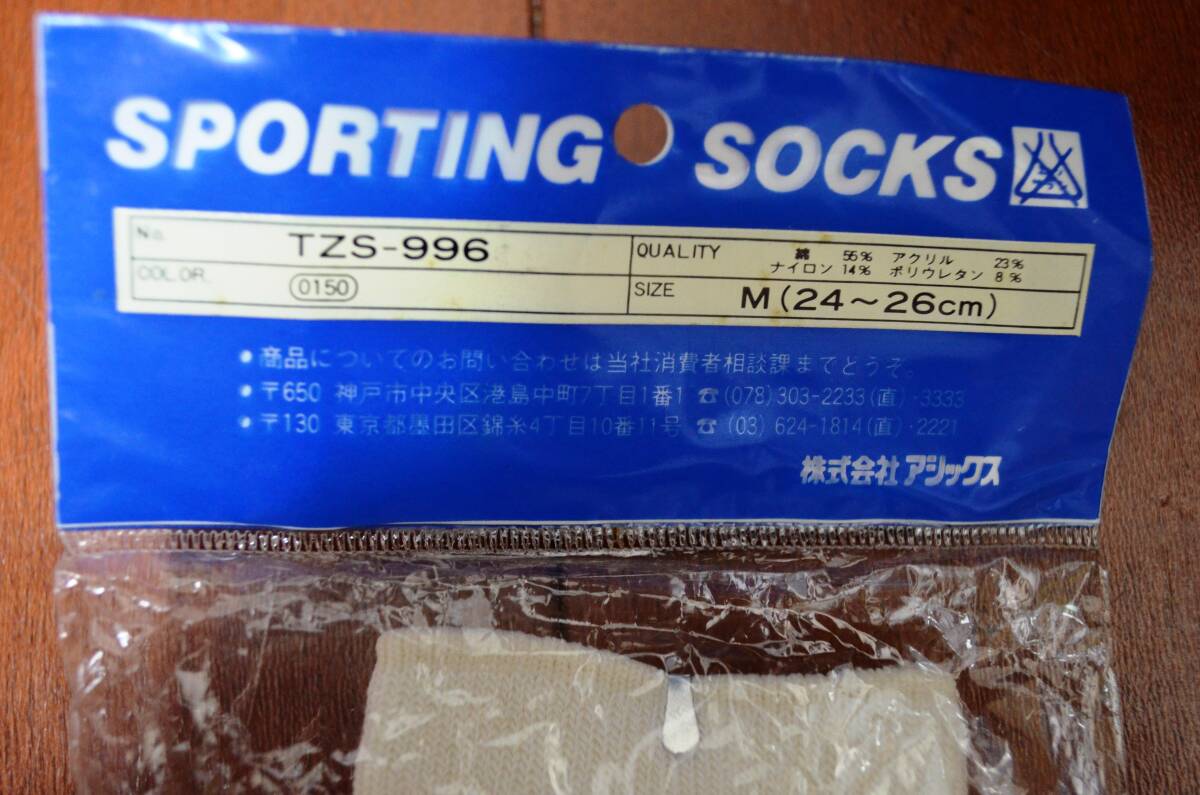 SPORTING SOCKS
No. TZS-996
COLOR. 0150
QUALITY 綿 55% アクリル 23%
ナイロン 14% ポリウレタン 8%
SIZE M(24〜26cm)
•商品についてのお問い合わせは当社消費者相談課までどうぞ。
•〒650 神戸市中央区港島中町7丁目1番1 ☎(078)303-2233(直)·3333
•〒130 東京都墨田区錦糸4丁目10番11号 ☎(03)624-1814(直)·2221
株式会社アシックス